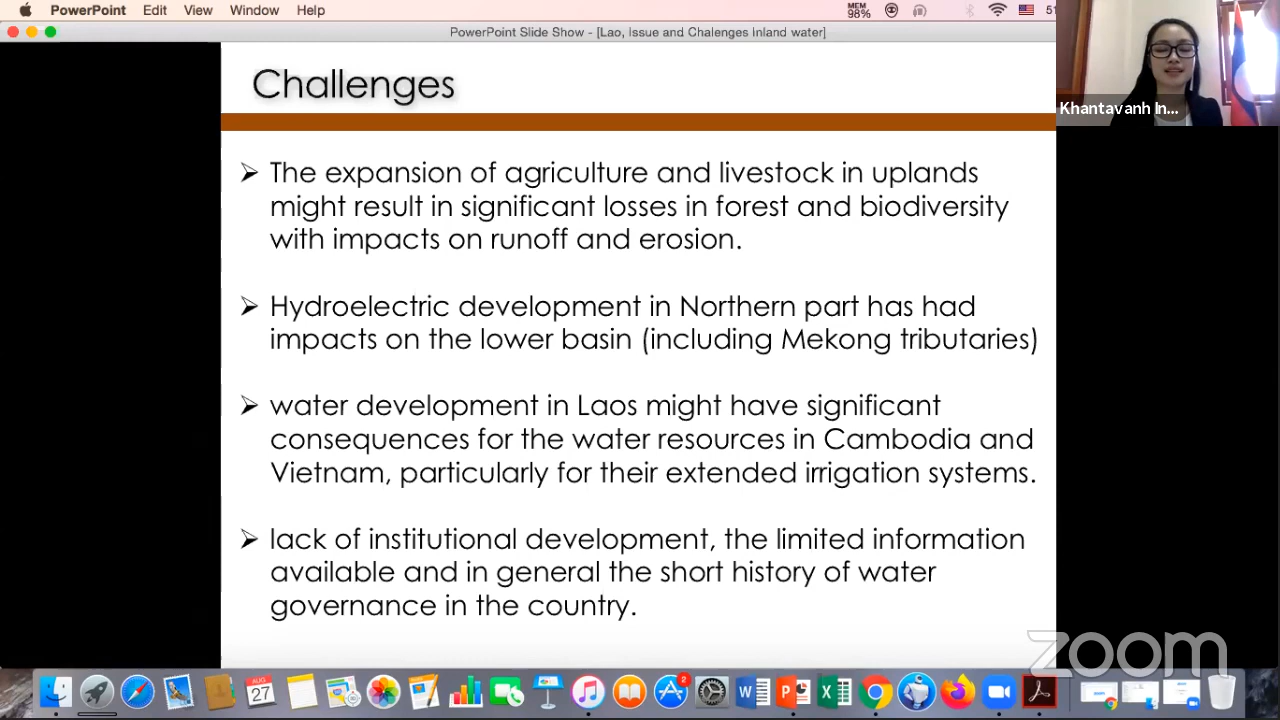 PowerPoint Edit View Window Help
MEM
98%
51
PowerPoint Slide Show - [Lao, Issue and Chalenges Inland water]
Khantavanh In...
Challenges
➢ The expansion of agriculture and livestock in uplands
might result in significant losses in forest and biodiversity
with impacts on runoff and erosion.
➢ Hydroelectric development in Northern part has had
impacts on the lower basin (including Mekong tributaries)
➢ water development in Laos might have significant
consequences for the water resources in Cambodia and
Vietnam, particularly for their extended irrigation systems.
➢ lack of institutional development, the limited information
available and in general the short history of water
governance in the country.
zoom
AUG
27
2
W
P
X